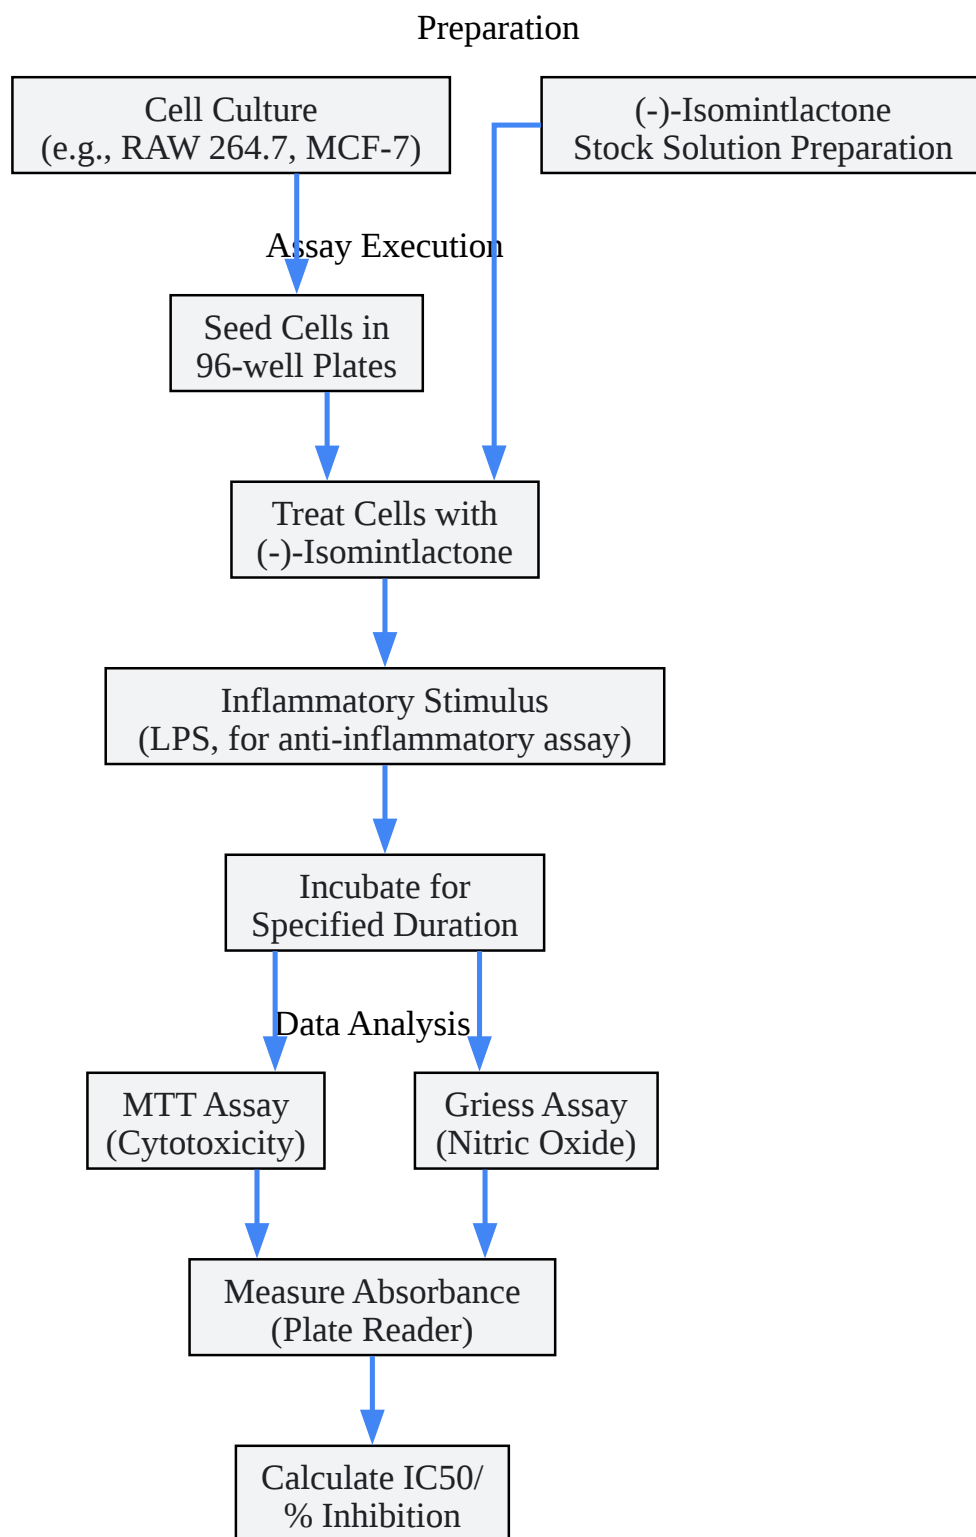 Preparation
Cell Culture
(e.g., RAW 264.7, MCF-7)
(-)-Isomintlactone
Stock Solution Preparation
Assay Execution
Seed Cells in
96-well Plates
Treat Cells with
(-)-Isomintlactone
Inflammatory Stimulus
(LPS, for anti-inflammatory assay)
Incubate for
Specified Duration
Data Analysis
MTT Assay
(Cytotoxicity)
Griess Assay
(Nitric Oxide)
Measure Absorbance
(Plate Reader)
Calculate IC50/
% Inhibition